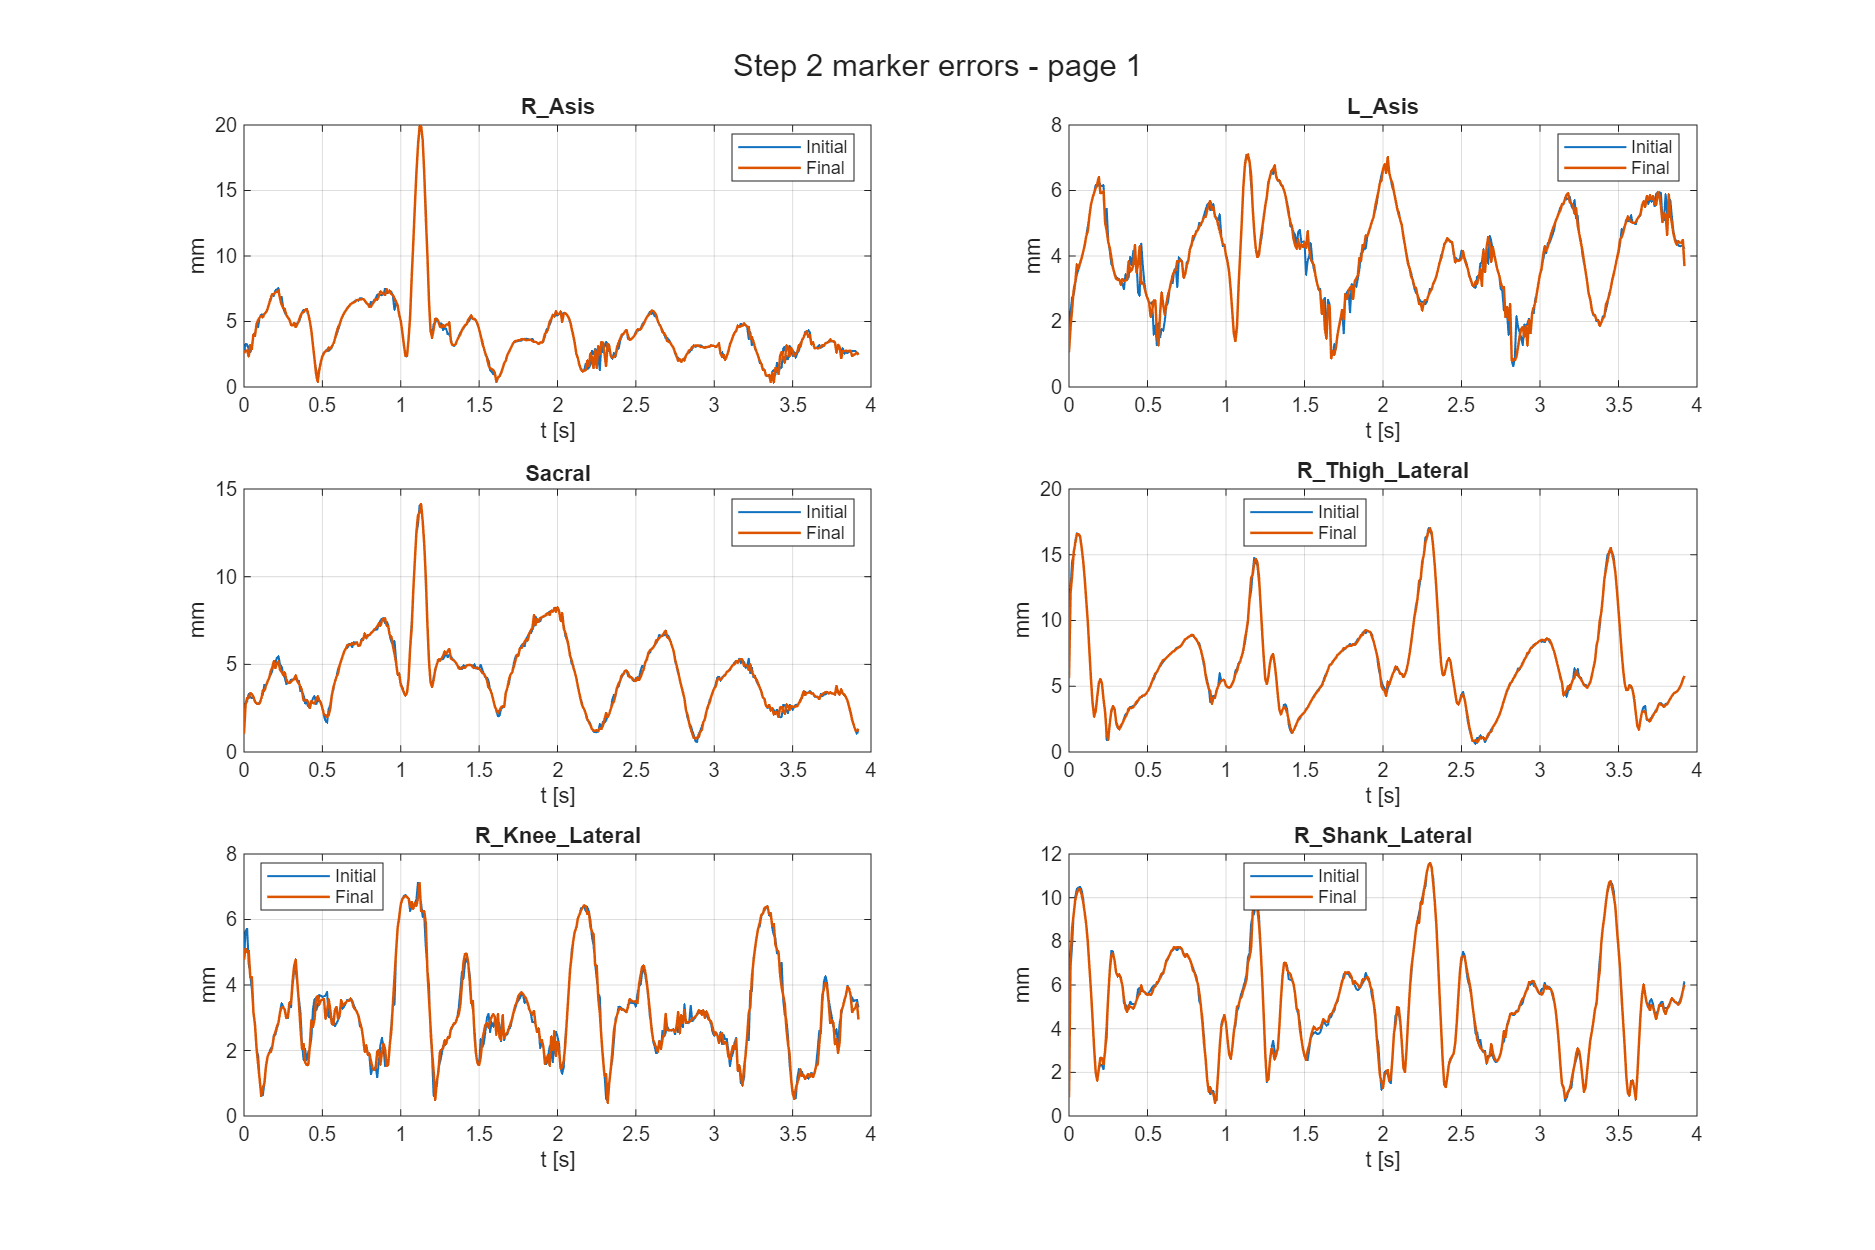 Step 2 marker errors - page 1
R_Asis
20
15
10
5
0
mm
0 0.5 1 1.5 2 2.5 3 3.5 4
t [s]
Initial
Final
L_Asis
8
6
4
2
0
mm
0 0.5 1 1.5 2 2.5 3 3.5 4
t [s]
Initial
Final
Sacral
15
10
5
0
mm
0 0.5 1 1.5 2 2.5 3 3.5 4
t [s]
Initial
Final
R_Thigh_Lateral
20
15
10
5
0
mm
0 0.5 1 1.5 2 2.5 3 3.5 4
t [s]
Initial
Final
R_Knee_Lateral
8
6
4
2
0
mm
0 0.5 1 1.5 2 2.5 3 3.5 4
t [s]
Initial
Final
R_Shank_Lateral
12
10
8
6
4
2
0
mm
0 0.5 1 1.5 2 2.5 3 3.5 4
t [s]
Initial
Final